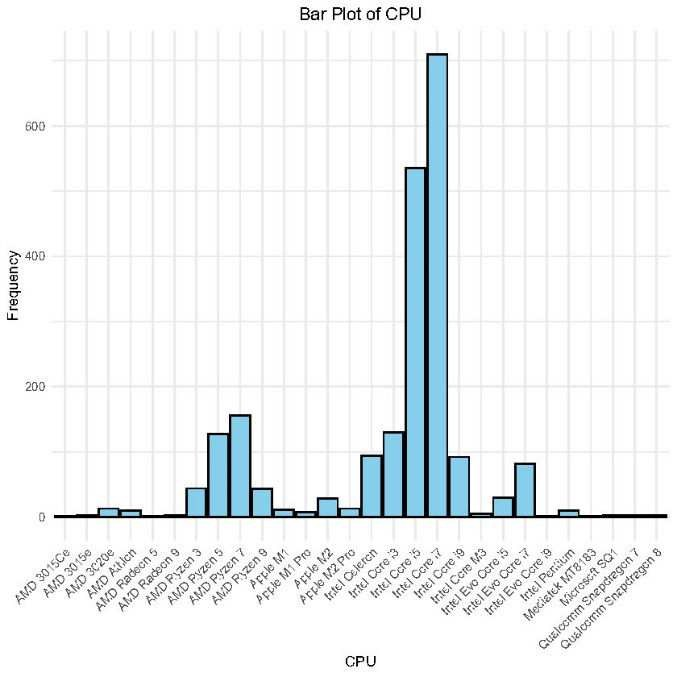 Bar Plot of CPU
600
400
200
0
Frequency
AMD 3015Ce
AMD 3015e
AMD 3020e
AMD Athlon
AMD Radeon 5
AMD Radeon 9
AMD Ryzen 3
AMD Ryzen 5
AMD Ryzen 7
AMD Ryzen 9
Apple M1
Apple M1 Pro
Apple M2
Apple M2 Pro
Intel Celeron
Intel Core i3
Intel Core i5
Intel Core i7
Intel Core i9
Intel Core M3
Intel Evo Core i5
Intel Evo Core i7
Intel Evo Core i9
Intel Pentium
Mediatek MT8183
Microsoft SQ1
Qualcomm Snapdragon 7
Qualcomm Snapdragon 8
CPU